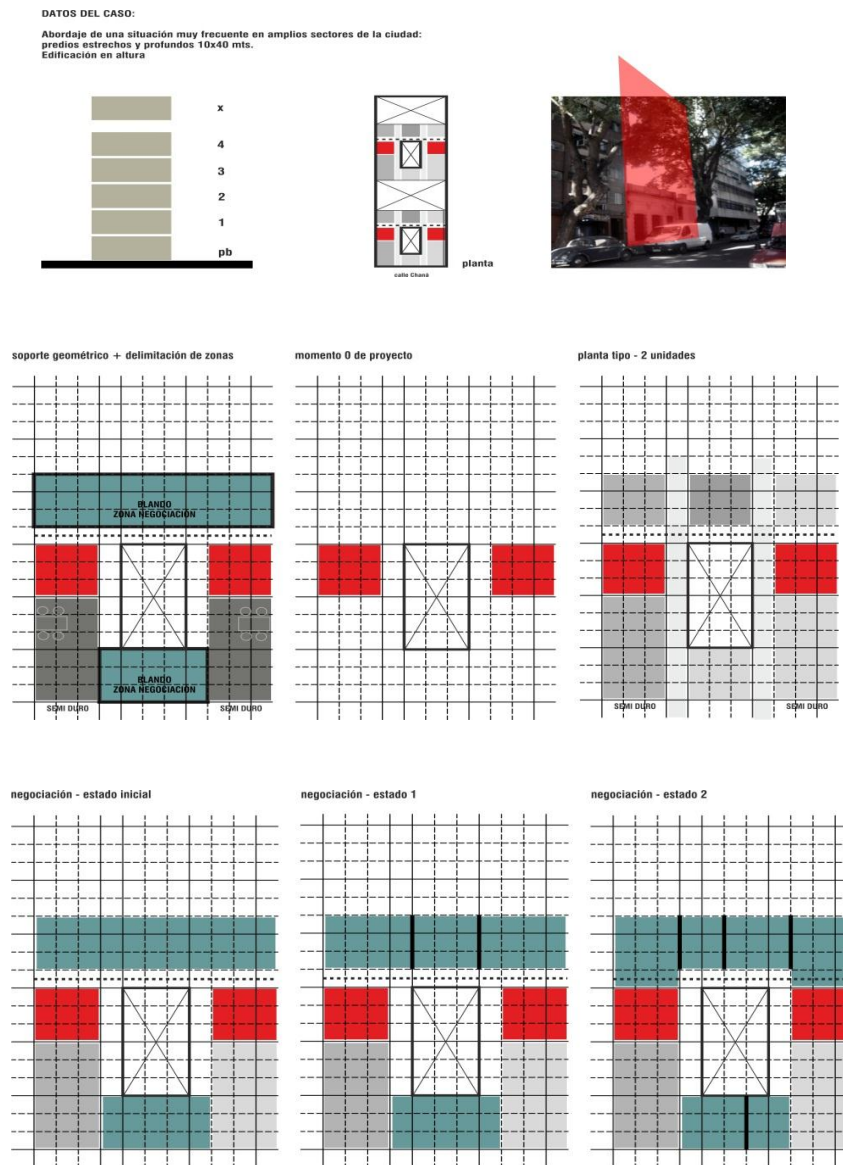 DATOS DEL CASO:
Abordaje de una situación muy frecuente en amplios sectores de la ciudad:
predios estrechos y profundos 10x40 mts.
Edificación en altura
x
4
3
2
1
pb
planta
calle Chaná
soporte geométrico + delimitación de zonas
momento 0 de proyecto
planta tipo - 2 unidades
BLANDO
ZONA NEGOCIACIÓN
BLANDO
ZONA NEGOCIACIÓN
SEMI DURO
SEMI DURO
SEMI DURO
SEMI DURO
negociación - estado inicial
negociación - estado 1
negociación - estado 2